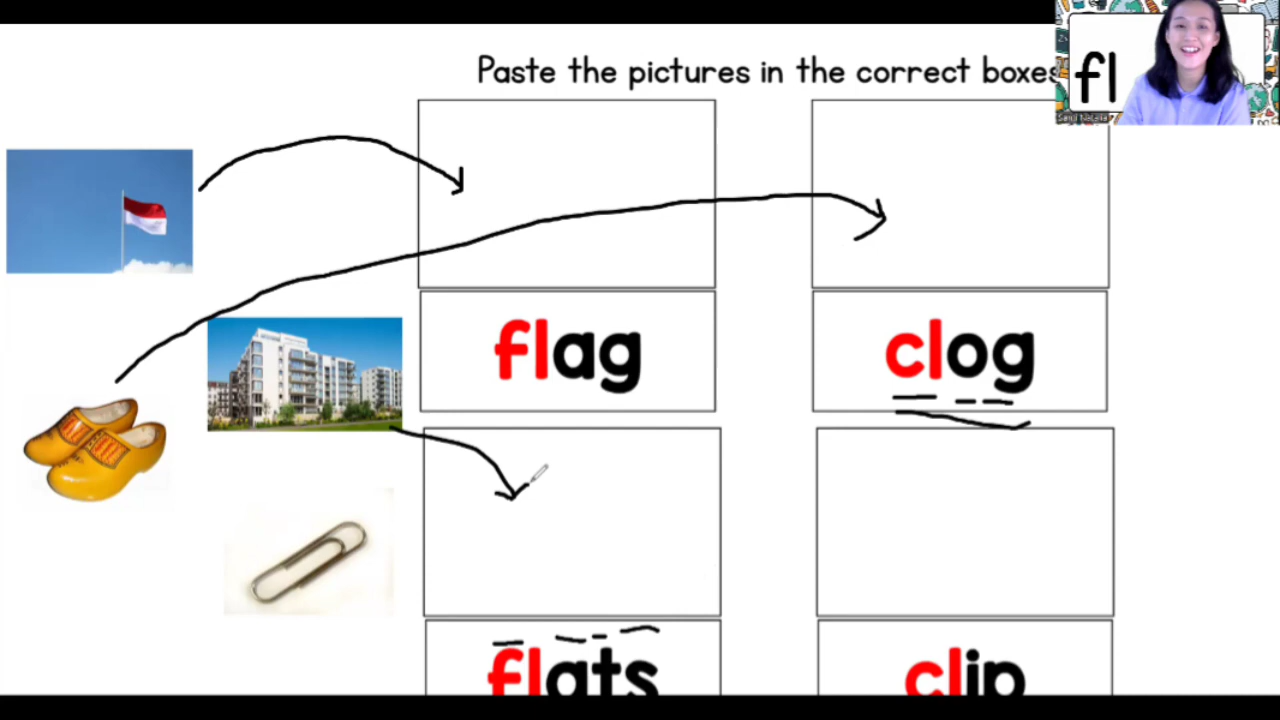 Paste the pictures in the correct boxes
fl
flag
clog
flats
clip